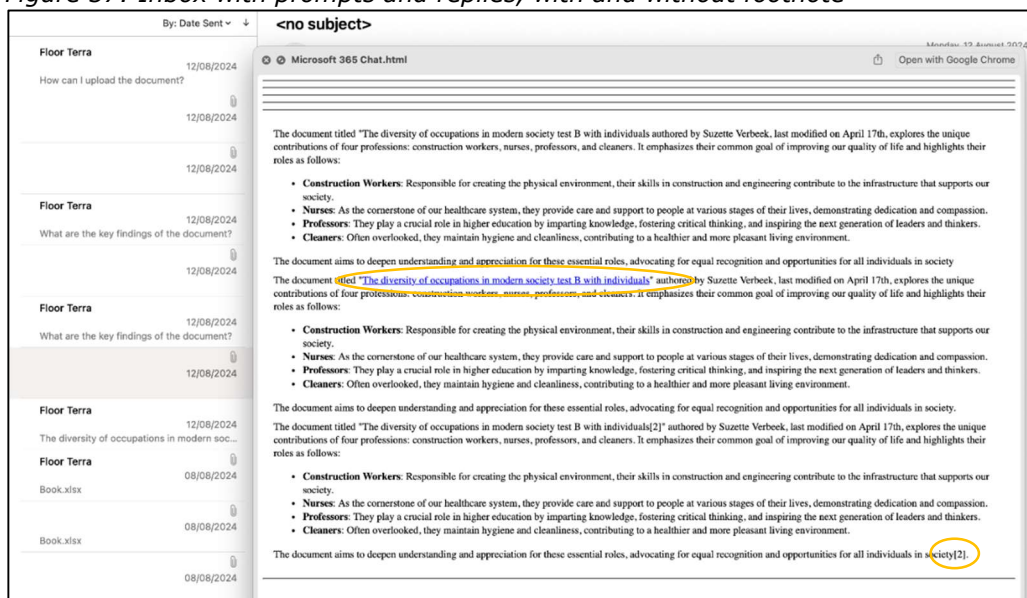 Figure 37: Inbox with prompts and replies, with and without footnote
By: Date Sent
Floor Terra
12/08/2024
How can I upload the document?
12/08/2024
12/08/2024
Floor Terra
12/08/2024
What are the key findings of the document?
12/08/2024
Floor Terra
12/08/2024
What are the key findings of the document?
12/08/2024
Floor Terra
12/08/2024
The diversity of occupations in modern soc...
Floor Terra
08/08/2024
Book.xlsx
08/08/2024
Book.xlsx
08/08/2024
<no subject>
Monday, 12 August 2024
Microsoft 365 Chat.html
Open with Google Chrome
The document titled "The diversity of occupations in modern society test B with individuals authored by Suzette Verbeek, last modified on April 17th, explores the unique
contributions of four professions: construction workers, nurses, professors, and cleaners. It emphasizes their common goal of improving our quality of life and highlights their
roles as follows:
• Construction Workers: Responsible for creating the physical environment, their skills in construction and engineering contribute to the infrastructure that supports our
society.
• Nurses: As the cornerstone of our healthcare system, they provide care and support to people at various stages of their lives, demonstrating dedication and compassion.
• Professors: They play a crucial role in higher education by imparting knowledge, fostering critical thinking, and inspiring the next generation of leaders and thinkers.
• Cleaners: Often overlooked, they maintain hygiene and cleanliness, contributing to a healthier and more pleasant living environment.
The document aims to deepen understanding and appreciation for these essential roles, advocating for equal recognition and opportunities for all individuals in society
The document titled "The diversity of occupations in modern society test B with individuals" authored by Suzette Verbeek, last modified on April 17th, explores the unique
contributions of four professions: construction workers, nurses, professors, and cleaners. It emphasizes their common goal of improving our quality of life and highlights their
roles as follows:
• Construction Workers: Responsible for creating the physical environment, their skills in construction and engineering contribute to the infrastructure that supports our
society.
• Nurses: As the cornerstone of our healthcare system, they provide care and support to people at various stages of their lives, demonstrating dedication and compassion.
• Professors: They play a crucial role in higher education by imparting knowledge, fostering critical thinking, and inspiring the next generation of leaders and thinkers.
• Cleaners: Often overlooked, they maintain hygiene and cleanliness, contributing to a healthier and more pleasant living environment.
The document aims to deepen understanding and appreciation for these essential roles, advocating for equal recognition and opportunities for all individuals in society.
The document titled "The diversity of occupations in modern society test B with individuals[2]" authored by Suzette Verbeek, last modified on April 17th, explores the unique
contributions of four professions: construction workers, nurses, professors, and cleaners. It emphasizes their common goal of improving our quality of life and highlights their
roles as follows:
• Construction Workers: Responsible for creating the physical environment, their skills in construction and engineering contribute to the infrastructure that supports our
society.
• Nurses: As the cornerstone of our healthcare system, they provide care and support to people at various stages of their lives, demonstrating dedication and compassion.
• Professors: They play a crucial role in higher education by imparting knowledge, fostering critical thinking, and inspiring the next generation of leaders and thinkers.
• Cleaners: Often overlooked, they maintain hygiene and cleanliness, contributing to a healthier and more pleasant living environment.
The document aims to deepen understanding and appreciation for these essential roles, advocating for equal recognition and opportunities for all individuals in society[2].